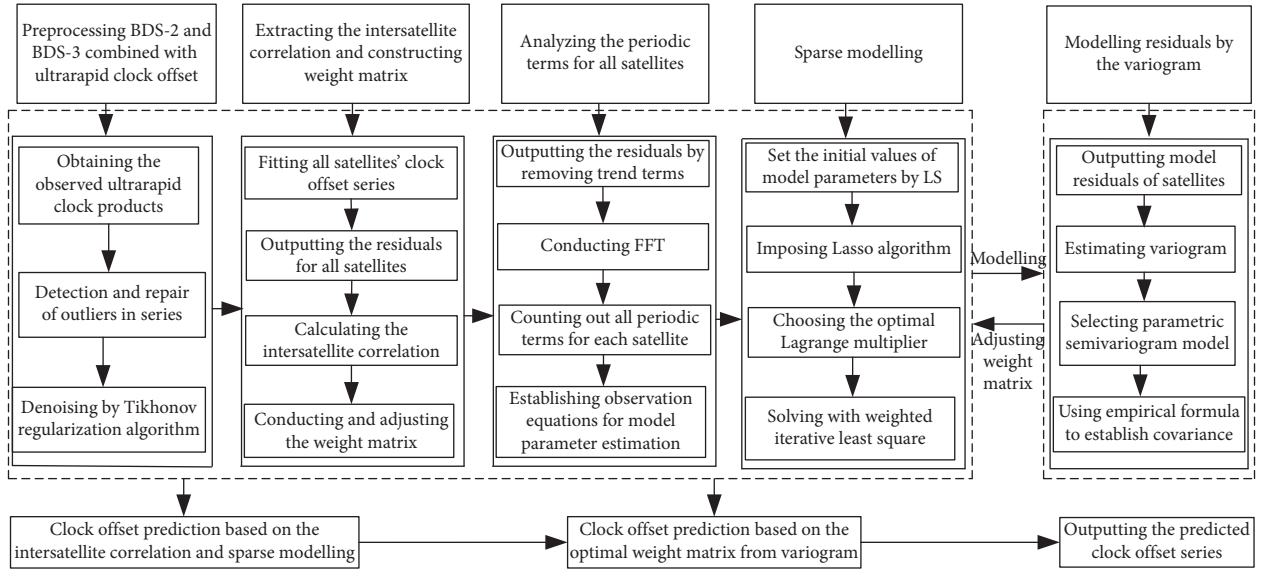 Preprocessing BDS-2 and
BDS-3 combined with
ultrarapid clock offset
Extracting the intersatellite
correlation and constructing
weight matrix
Analyzing the periodic
terms for all satellites
Sparse modelling
Modelling residuals by
the variogram
Obtaining the
observed ultrarapid
clock products
Detection and repair
of outliers in series
Denoising by Tikhonov
regularization algorithm
Fitting all satellites’ clock
offset series
Outputting the residuals
for all satellites
Calculating the
intersatellite correlation
Conducting and adjusting
the weight matrix
Outputting the residuals by
removing trend terms
Conducting FFT
Counting out all periodic
terms for each satellite
Establishing observation
equations for model
parameter estimation
Set the initial values of
model parameters by LS
Imposing Lasso algorithm
Choosing the optimal
Lagrange multiplier
Solving with weighted
iterative least square
Modelling
Adjusting
weight
matrix
Outputting model
residuals of satellites
Estimating variogram
Selecting parametric
semivariogram model
Using empirical formula
to establish covariance
Clock offset prediction based on the
intersatellite correlation and sparse modelling
Clock offset prediction based on the
optimal weight matrix from variogram
Outputting the predicted
clock offset series